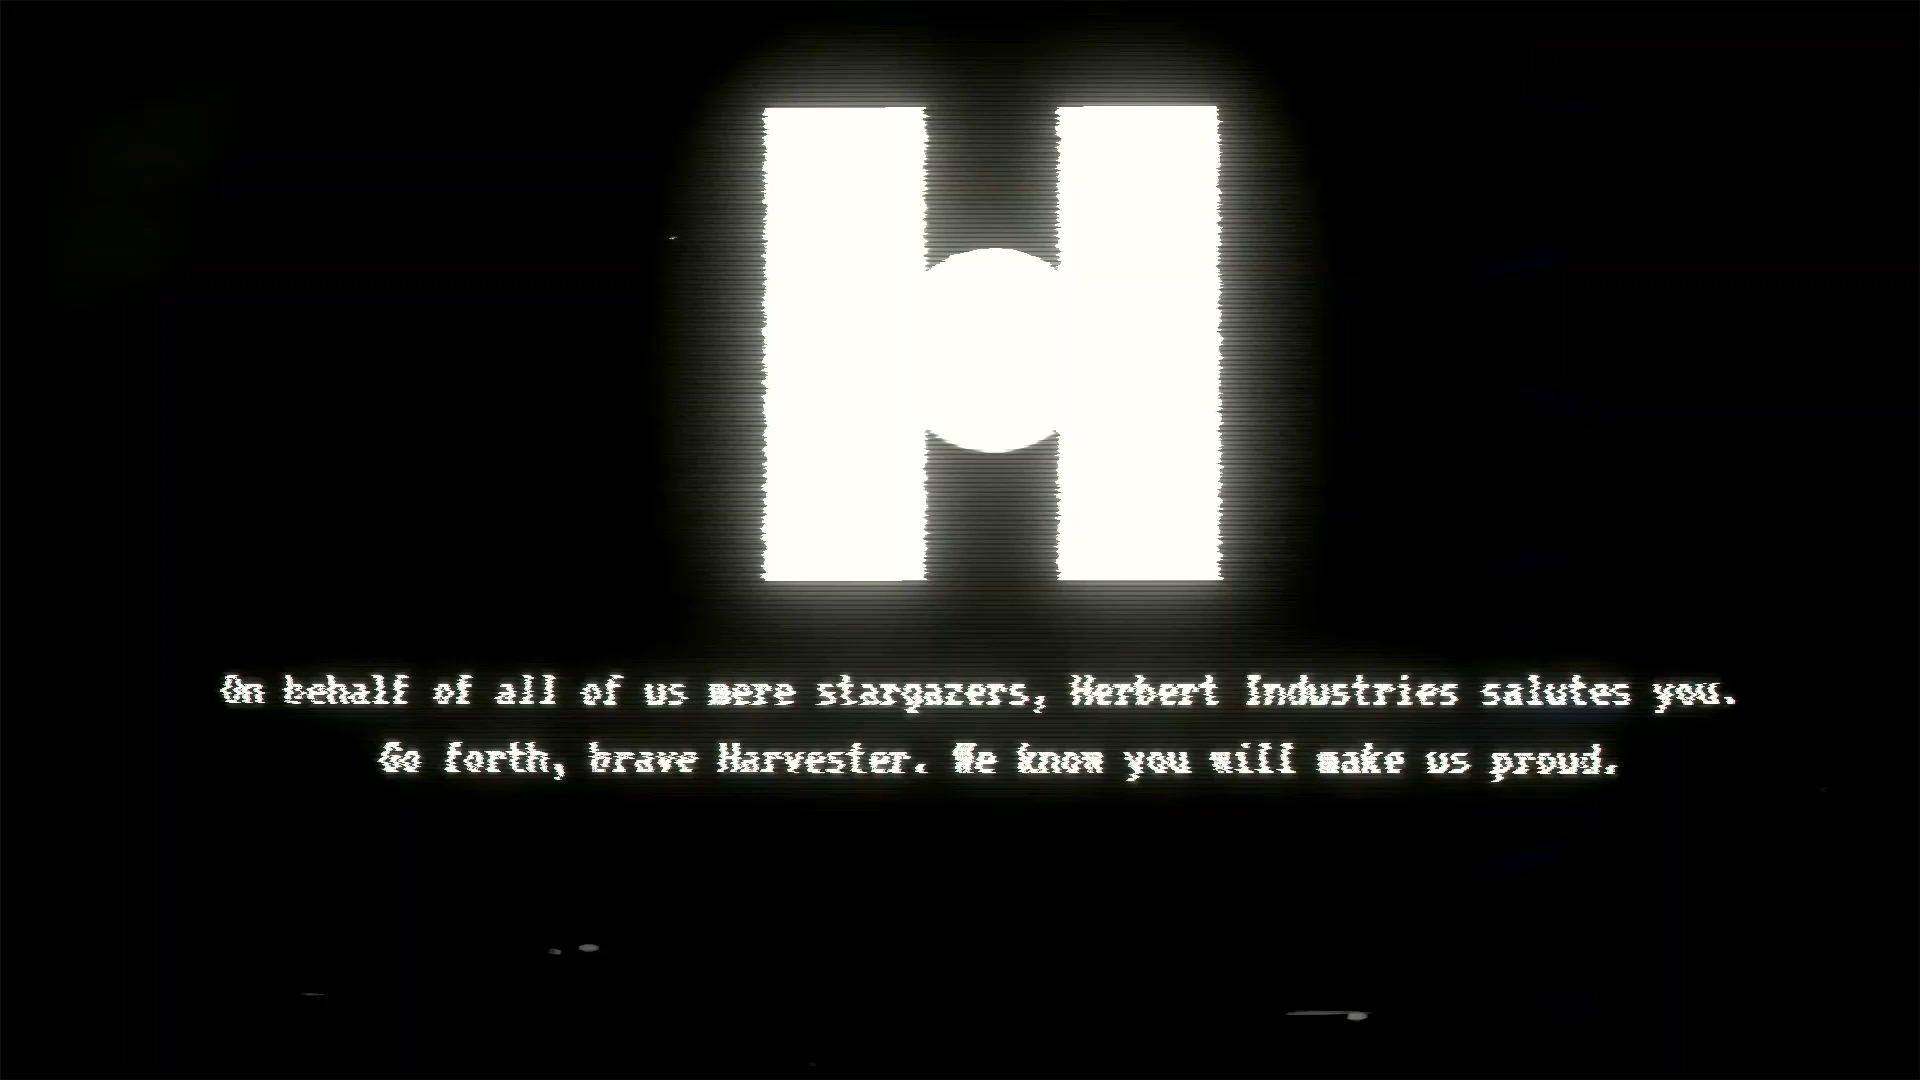 H
On behalf of all of us mere stargazers, Herbert Industries salutes you.
Go forth, brave Harvester. We know you will make us proud.